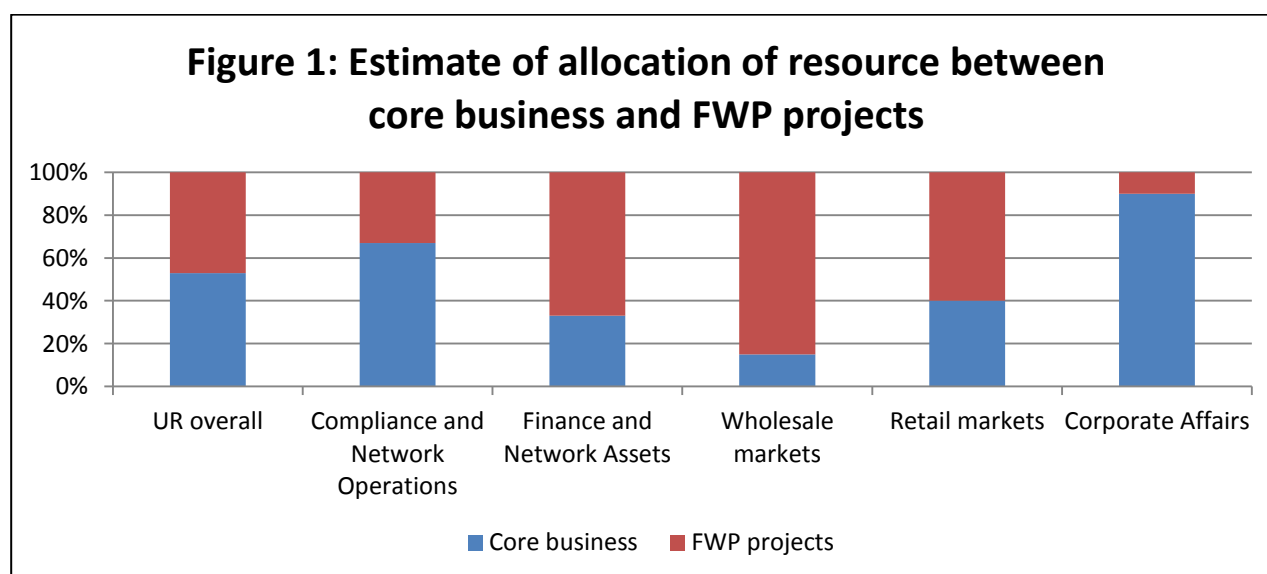 Figure 1: Estimate of allocation of resource between
core business and FWP projects
100%
80%
60%
40%
20%
0%
UR overall
Compliance and
Network
Operations
Finance and
Network Assets
Wholesale
markets
Retail markets
Corporate Affairs
Core business
FWP projects